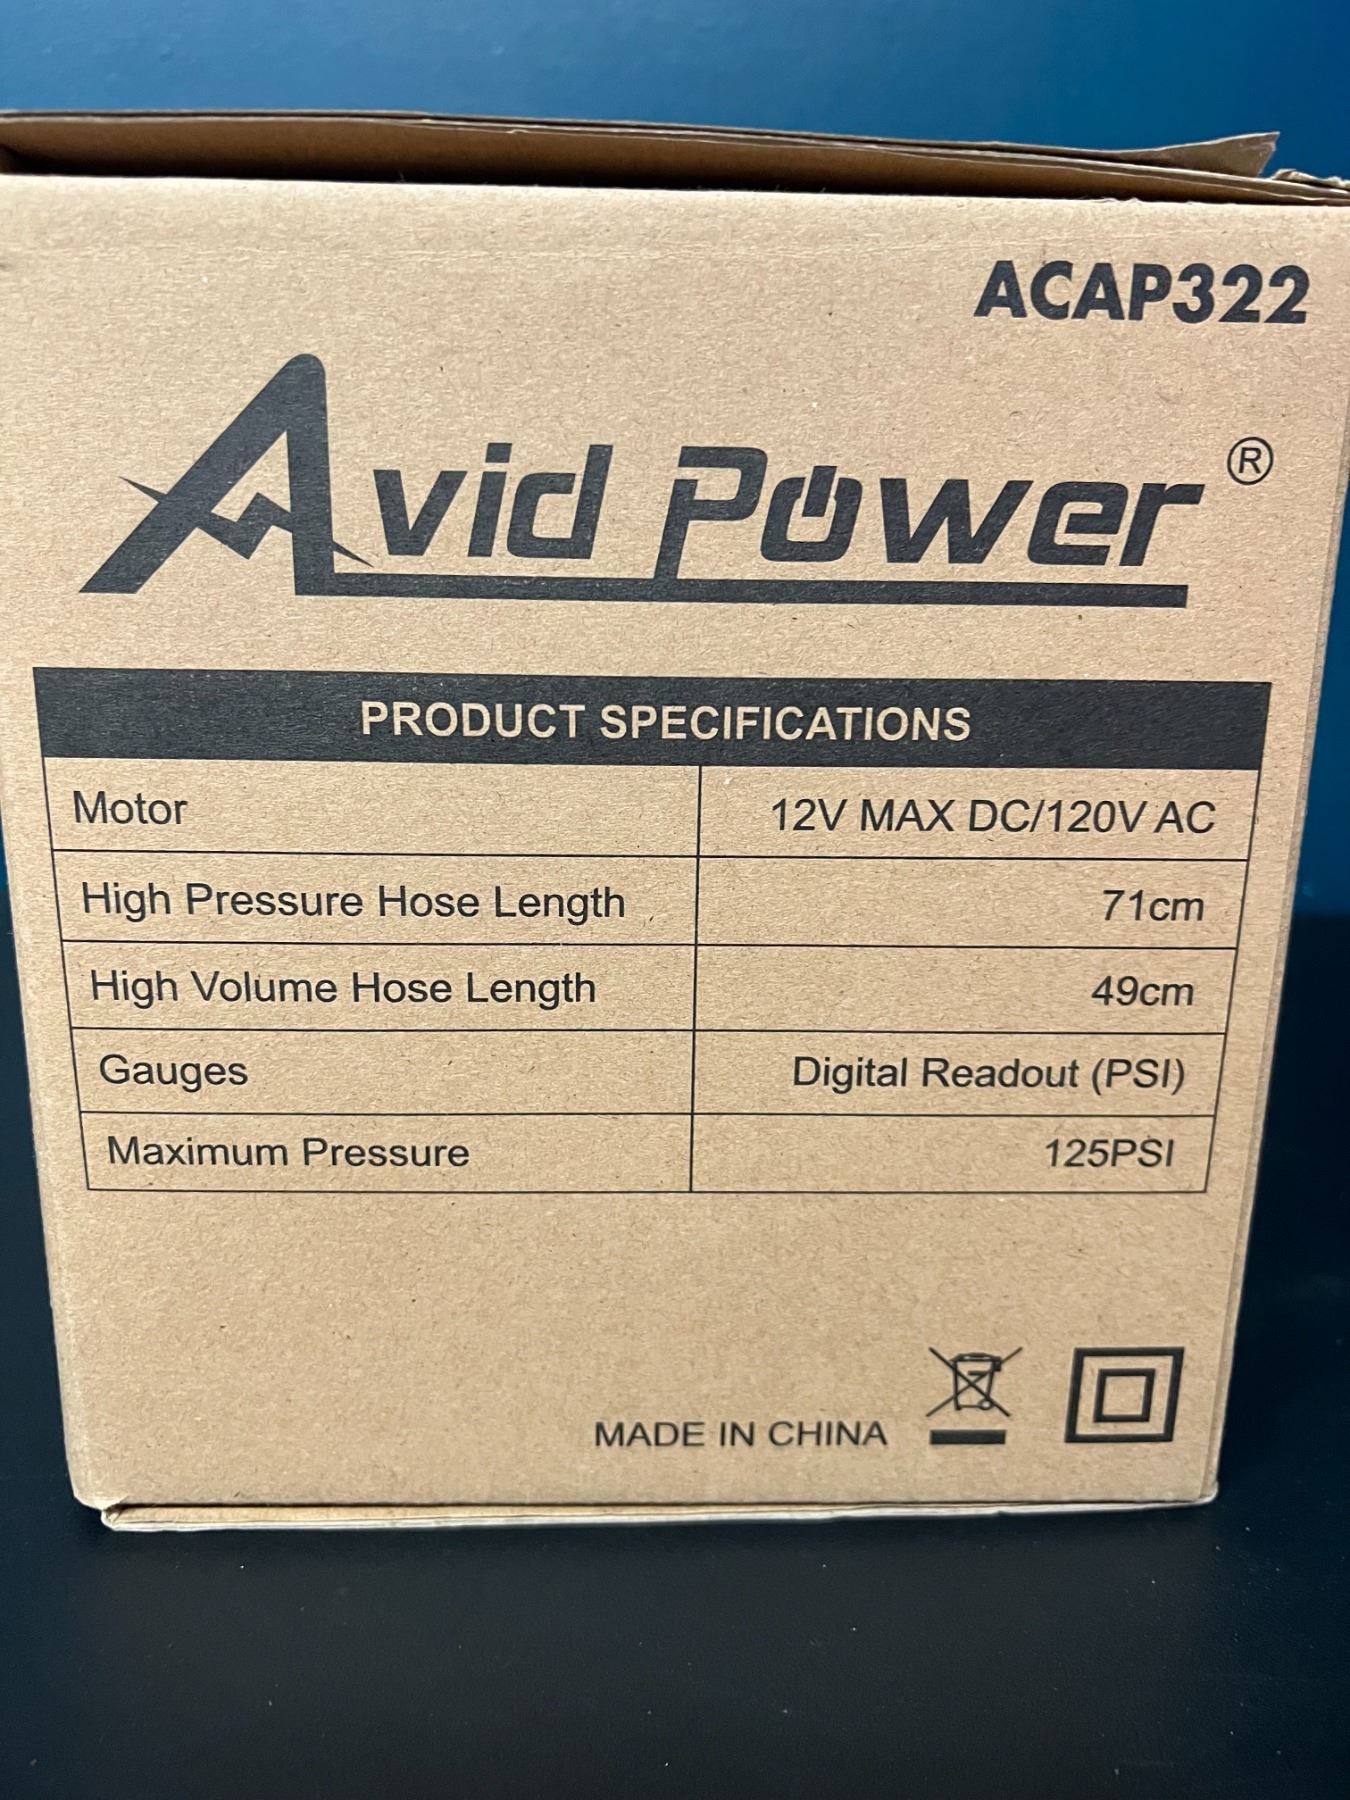 ACAP322
Avid Power ®
PRODUCT SPECIFICATIONS
Motor 12V MAX DC/120V AC
High Pressure Hose Length 71cm
High Volume Hose Length 49cm
Gauges Digital Readout (PSI)
Maximum Pressure 125PSI
MADE IN CHINA